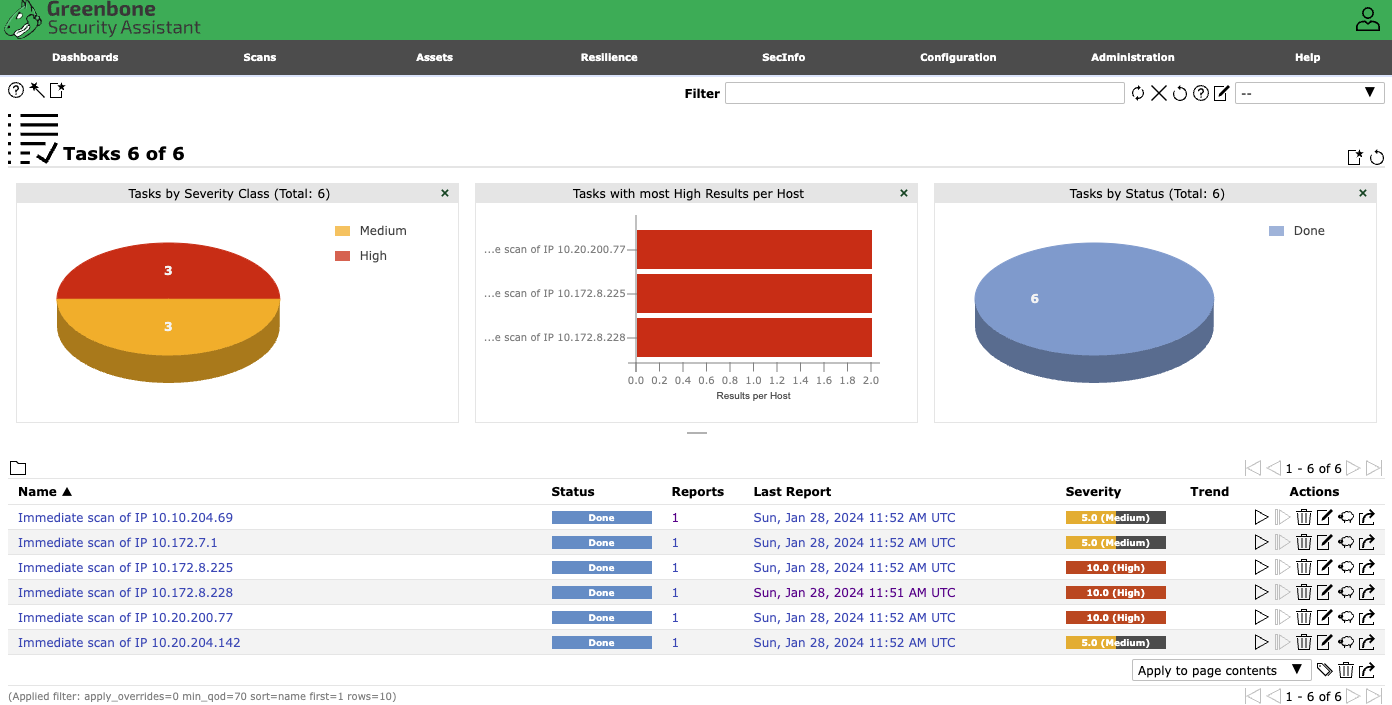 Greenbone
Security Assistant
Dashboards Scans Assets Resilience SecInfo Configuration Administration Help
Filter --
Tasks 6 of 6
Tasks by Severity Class (Total: 6)
Medium
High
3
3
Tasks with most High Results per Host
...e scan of IP 10.20.200.77
...e scan of IP 10.172.8.225
...e scan of IP 10.172.8.228
0.0 0.2 0.4 0.6 0.8 1.0 1.2 1.4 1.6 1.8 2.0
Results per Host
Tasks by Status (Total: 6)
Done
6
1 - 6 of 6
Name ▲ Status Reports Last Report Severity Trend Actions
Immediate scan of IP 10.10.204.69 Done 1 Sun, Jan 28, 2024 11:52 AM UTC 5.0 (Medium)
Immediate scan of IP 10.172.7.1 Done 1 Sun, Jan 28, 2024 11:52 AM UTC 5.0 (Medium)
Immediate scan of IP 10.172.8.225 Done 1 Sun, Jan 28, 2024 11:52 AM UTC 10.0 (High)
Immediate scan of IP 10.172.8.228 Done 1 Sun, Jan 28, 2024 11:51 AM UTC 10.0 (High)
Immediate scan of IP 10.20.200.77 Done 1 Sun, Jan 28, 2024 11:52 AM UTC 10.0 (High)
Immediate scan of IP 10.20.204.142 Done 1 Sun, Jan 28, 2024 11:52 AM UTC 5.0 (Medium)
Apply to page contents ▼
(Applied filter: apply_overrides=0 min_qod=70 sort=name first=1 rows=10)
1 - 6 of 6